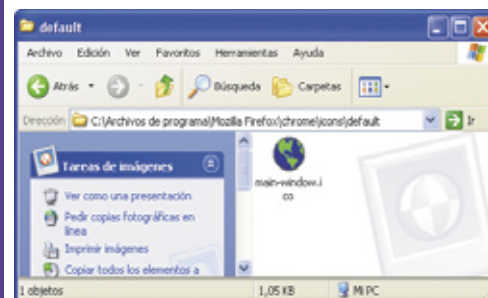 default
Archivo Edición Ver Favoritos Herramientas Ayuda
Atrás Búsqueda Carpetas
Dirección C:\Archivos de programa\Mozilla Firefox\chrome\icons\default Ir
Tareas de imágenes
Ver como una presentación
Pedir copias fotográficas en
línea
Imprimir imágenes
Copiar todos los elementos a
main-window.i
co
1 objetos 1,05 KB Mi PC